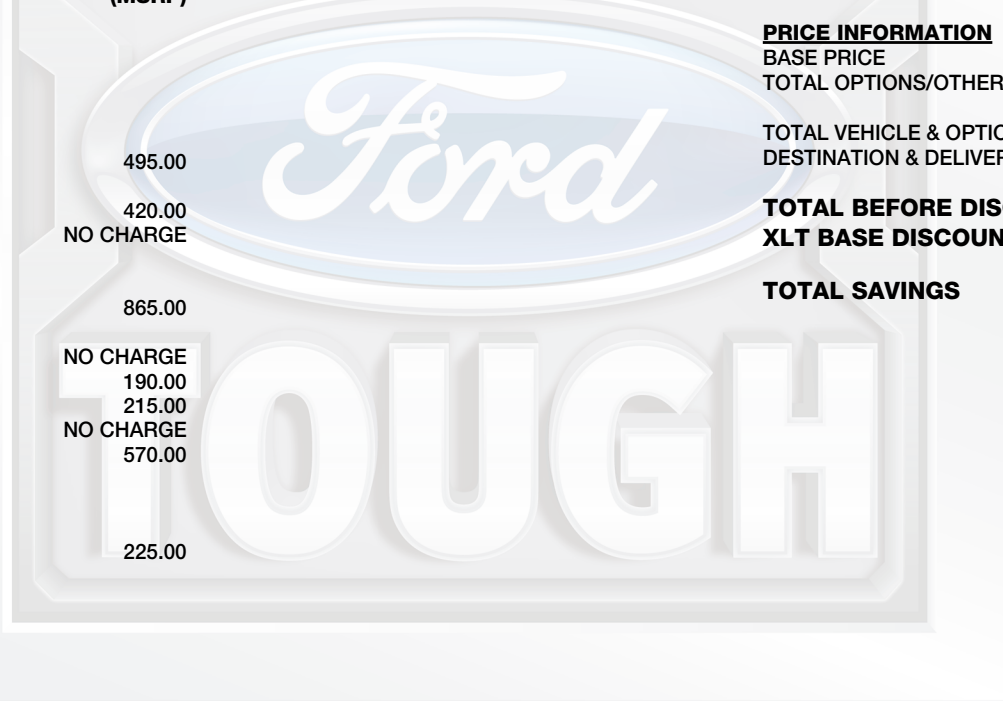 (MSRP)
495.00
420.00
NO CHARGE
865.00
NO CHARGE
190.00
215.00
NO CHARGE
570.00
225.00
PRICE INFORMATION
BASE PRICE
TOTAL OPTIONS/OTHER
TOTAL VEHICLE & OPTIO
DESTINATION & DELIVER
TOTAL BEFORE DIS
XLT BASE DISCOUN
TOTAL SAVINGS
Ford
TOUGH